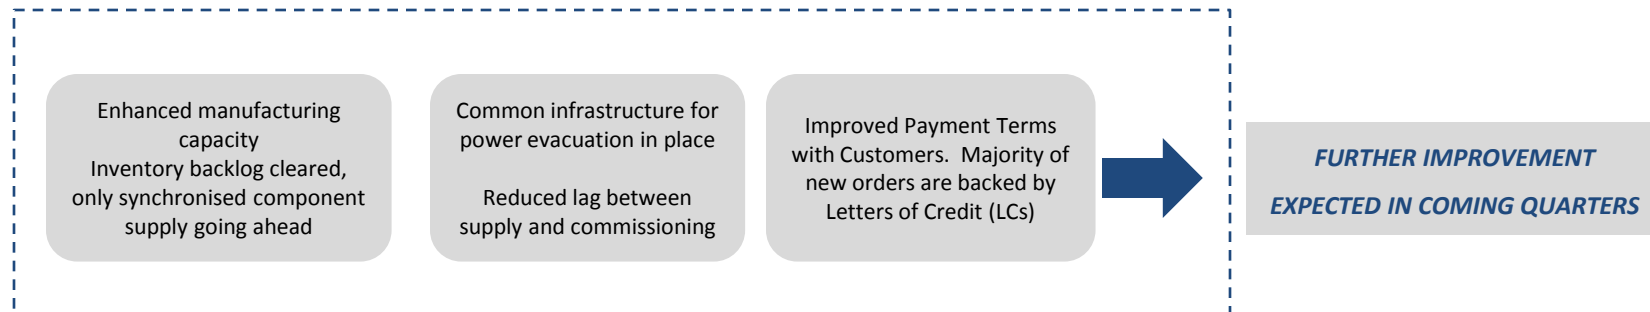 Enhanced manufacturing
capacity
Inventory backlog cleared,
only synchronised component
supply going ahead
Common infrastructure for
power evacuation in place
Reduced lag between
supply and commissioning
Improved Payment Terms
with Customers.  Majority of
new orders are backed by
Letters of Credit (LCs)
FURTHER IMPROVEMENT
EXPECTED IN COMING QUARTERS